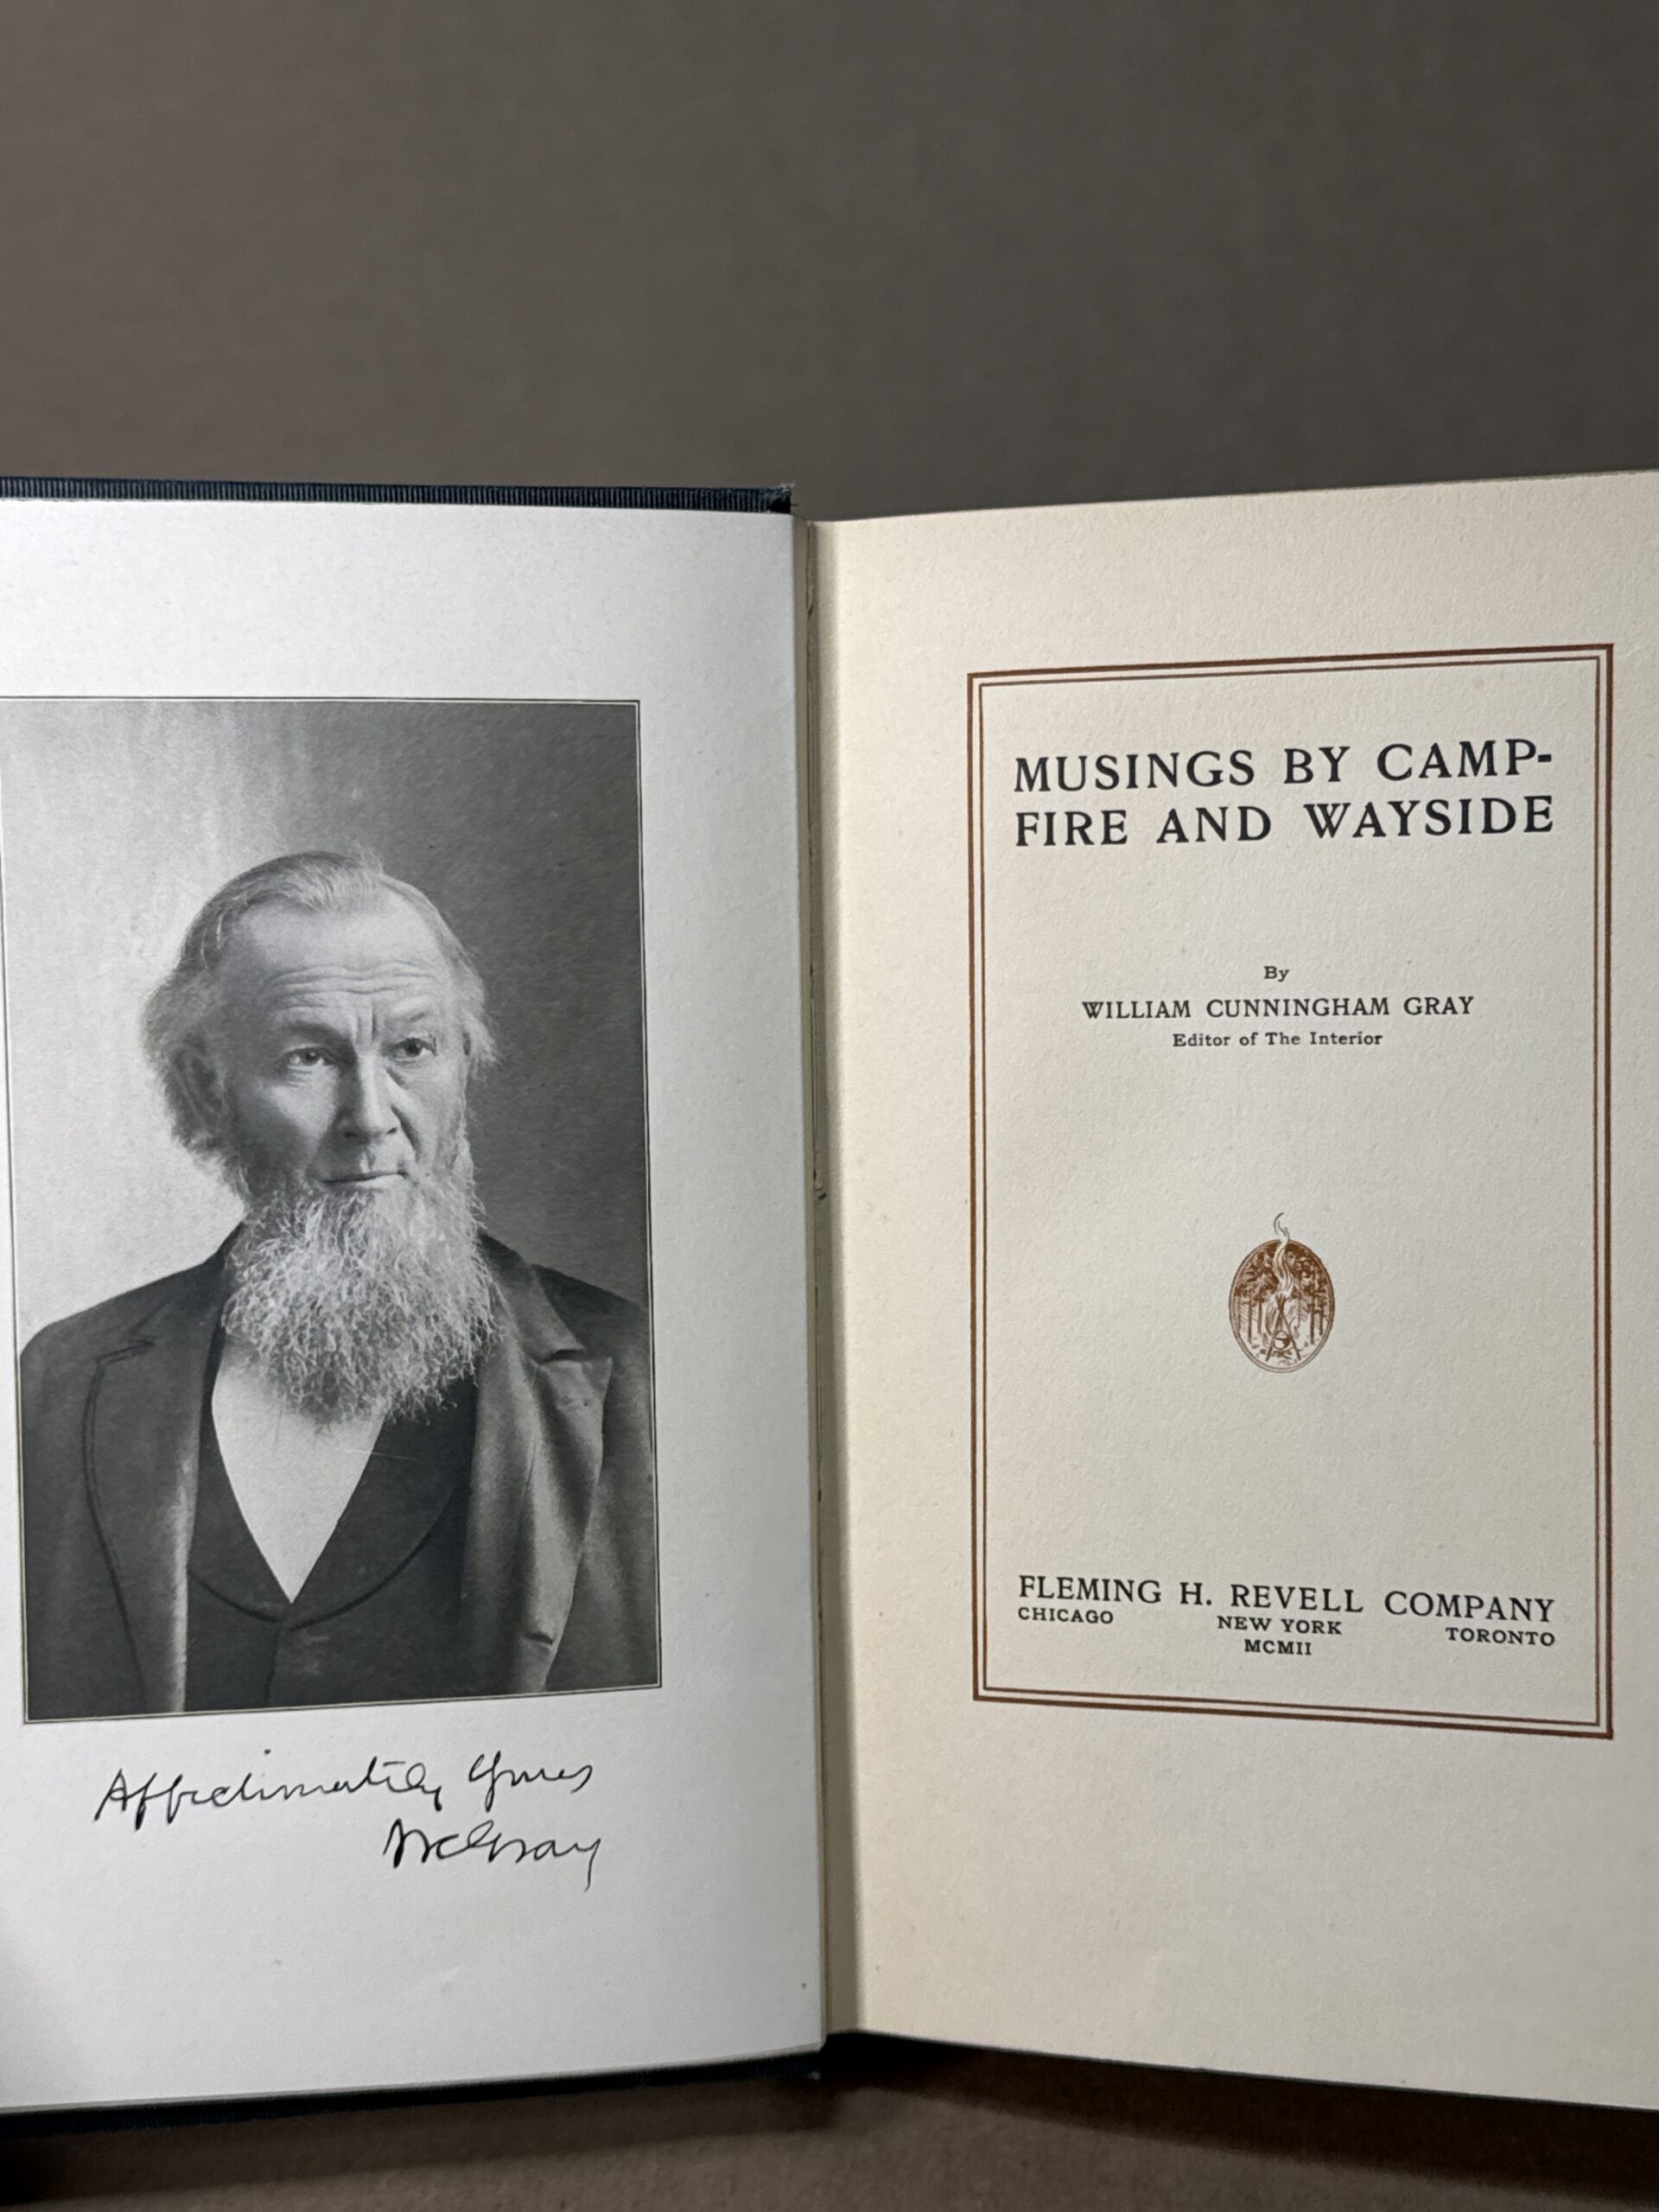 Affectionately Yours
W C Gray
MUSINGS BY CAMP-
FIRE AND WAYSIDE
By
WILLIAM CUNNINGHAM GRAY
Editor of The Interior
FLEMING H. REVELL COMPANY
CHICAGO NEW YORK TORONTO
MCMII